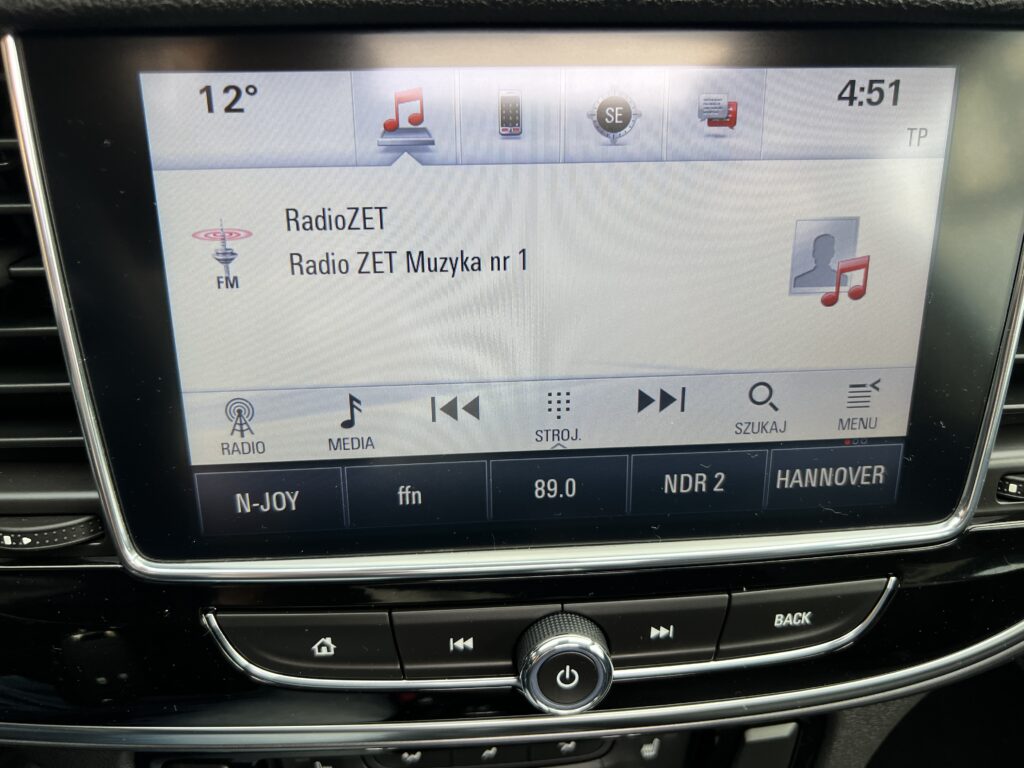 12°
SE
4:51
TP
RadioZET
Radio ZET Muzyka nr 1
FM
RADIO
MEDIA
STROJ.
SZUKAJ
MENU
N-JOY
ffn
89.0
NDR 2
HANNOVER
BACK